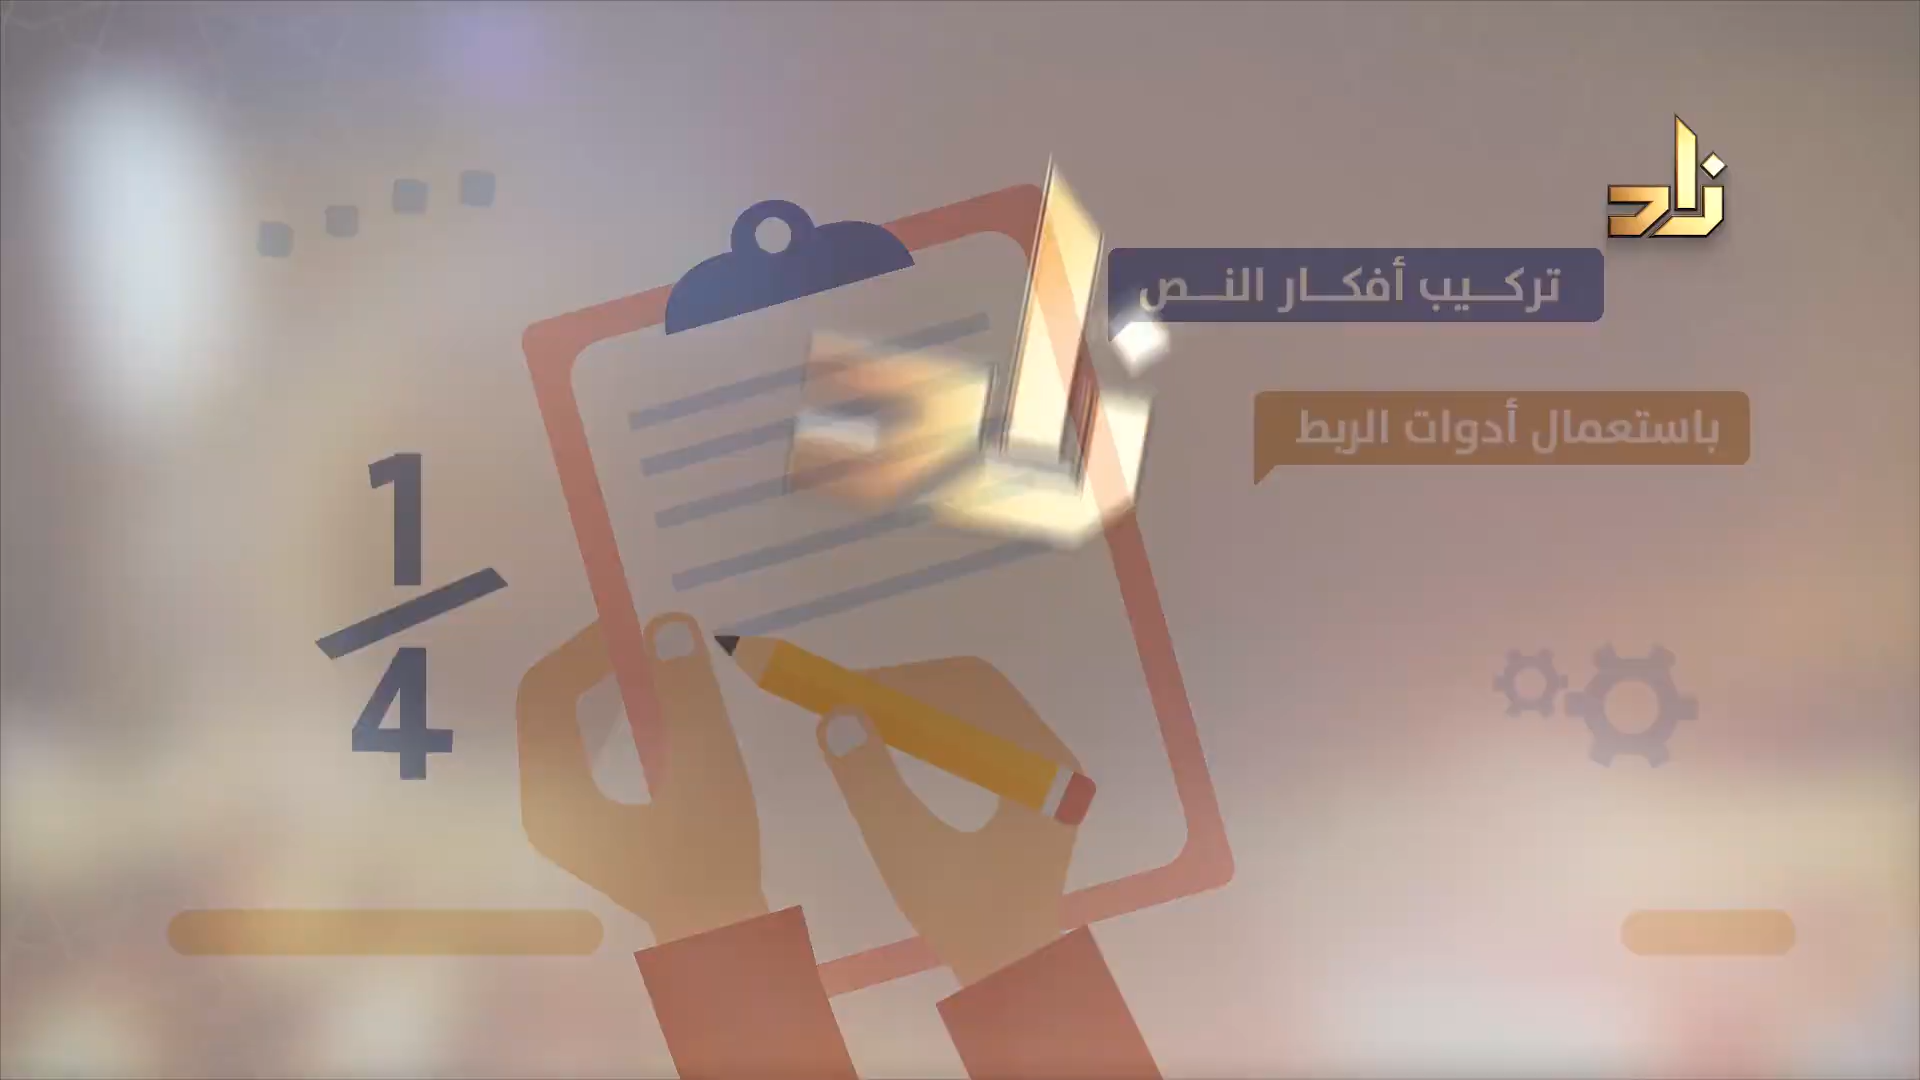 زاد
تركيب أفكار النص
باستعمال أدوات الربط
1
4